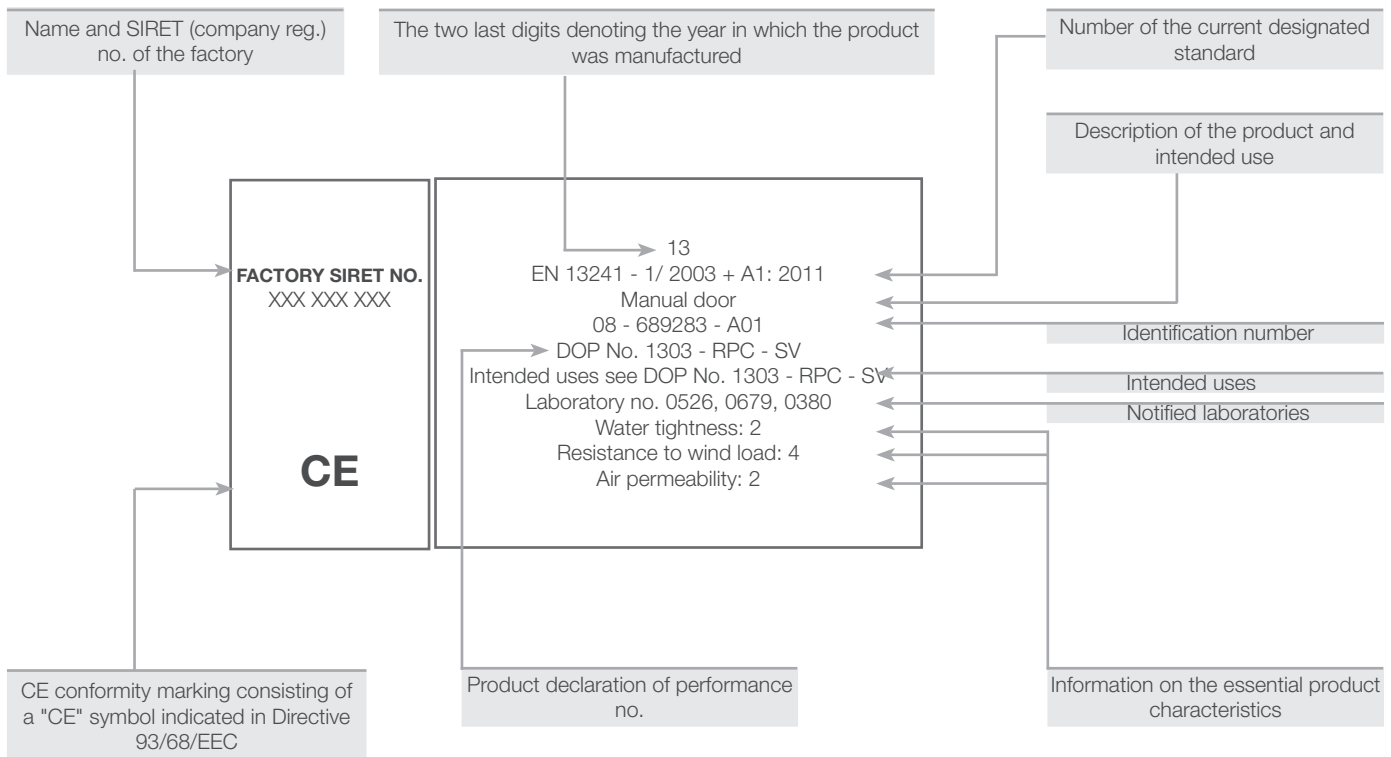 Name and SIRET (company reg.)
no. of the factory
The two last digits denoting the year in which the product
was manufactured
Number of the current designated
standard
Description of the product and
intended use
FACTORY SIRET NO.
XXX XXX XXX
CE
13
EN 13241 - 1/ 2003 + A1: 2011
Manual door
08 - 689283 - A01
DOP No. 1303 - RPC - SV
Intended uses see DOP No. 1303 - RPC - SV
Laboratory no. 0526, 0679, 0380
Water tightness: 2
Resistance to wind load: 4
Air permeability: 2
Identification number
Intended uses
Notified laboratories
CE conformity marking consisting of
a "CE" symbol indicated in Directive
93/68/EEC
Product declaration of performance
no.
Information on the essential product
characteristics